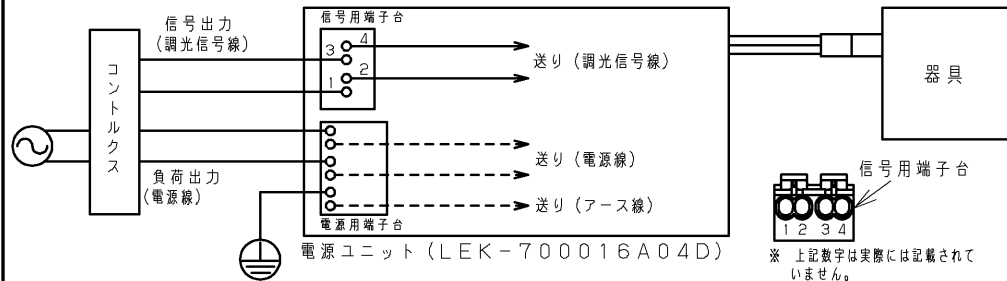 信号出力
(調光信号線)
コントルクス
負荷出力
(電源線)
信号用端子台
4
3
2
1
送り(調光信号線)
送り(電源線)
送り(アース線)
電源用端子台
電源ユニット(LEK-700016A04D)
器具
信号用端子台
1 2 3 4
※ 上記数字は実際には記載されて
いません。